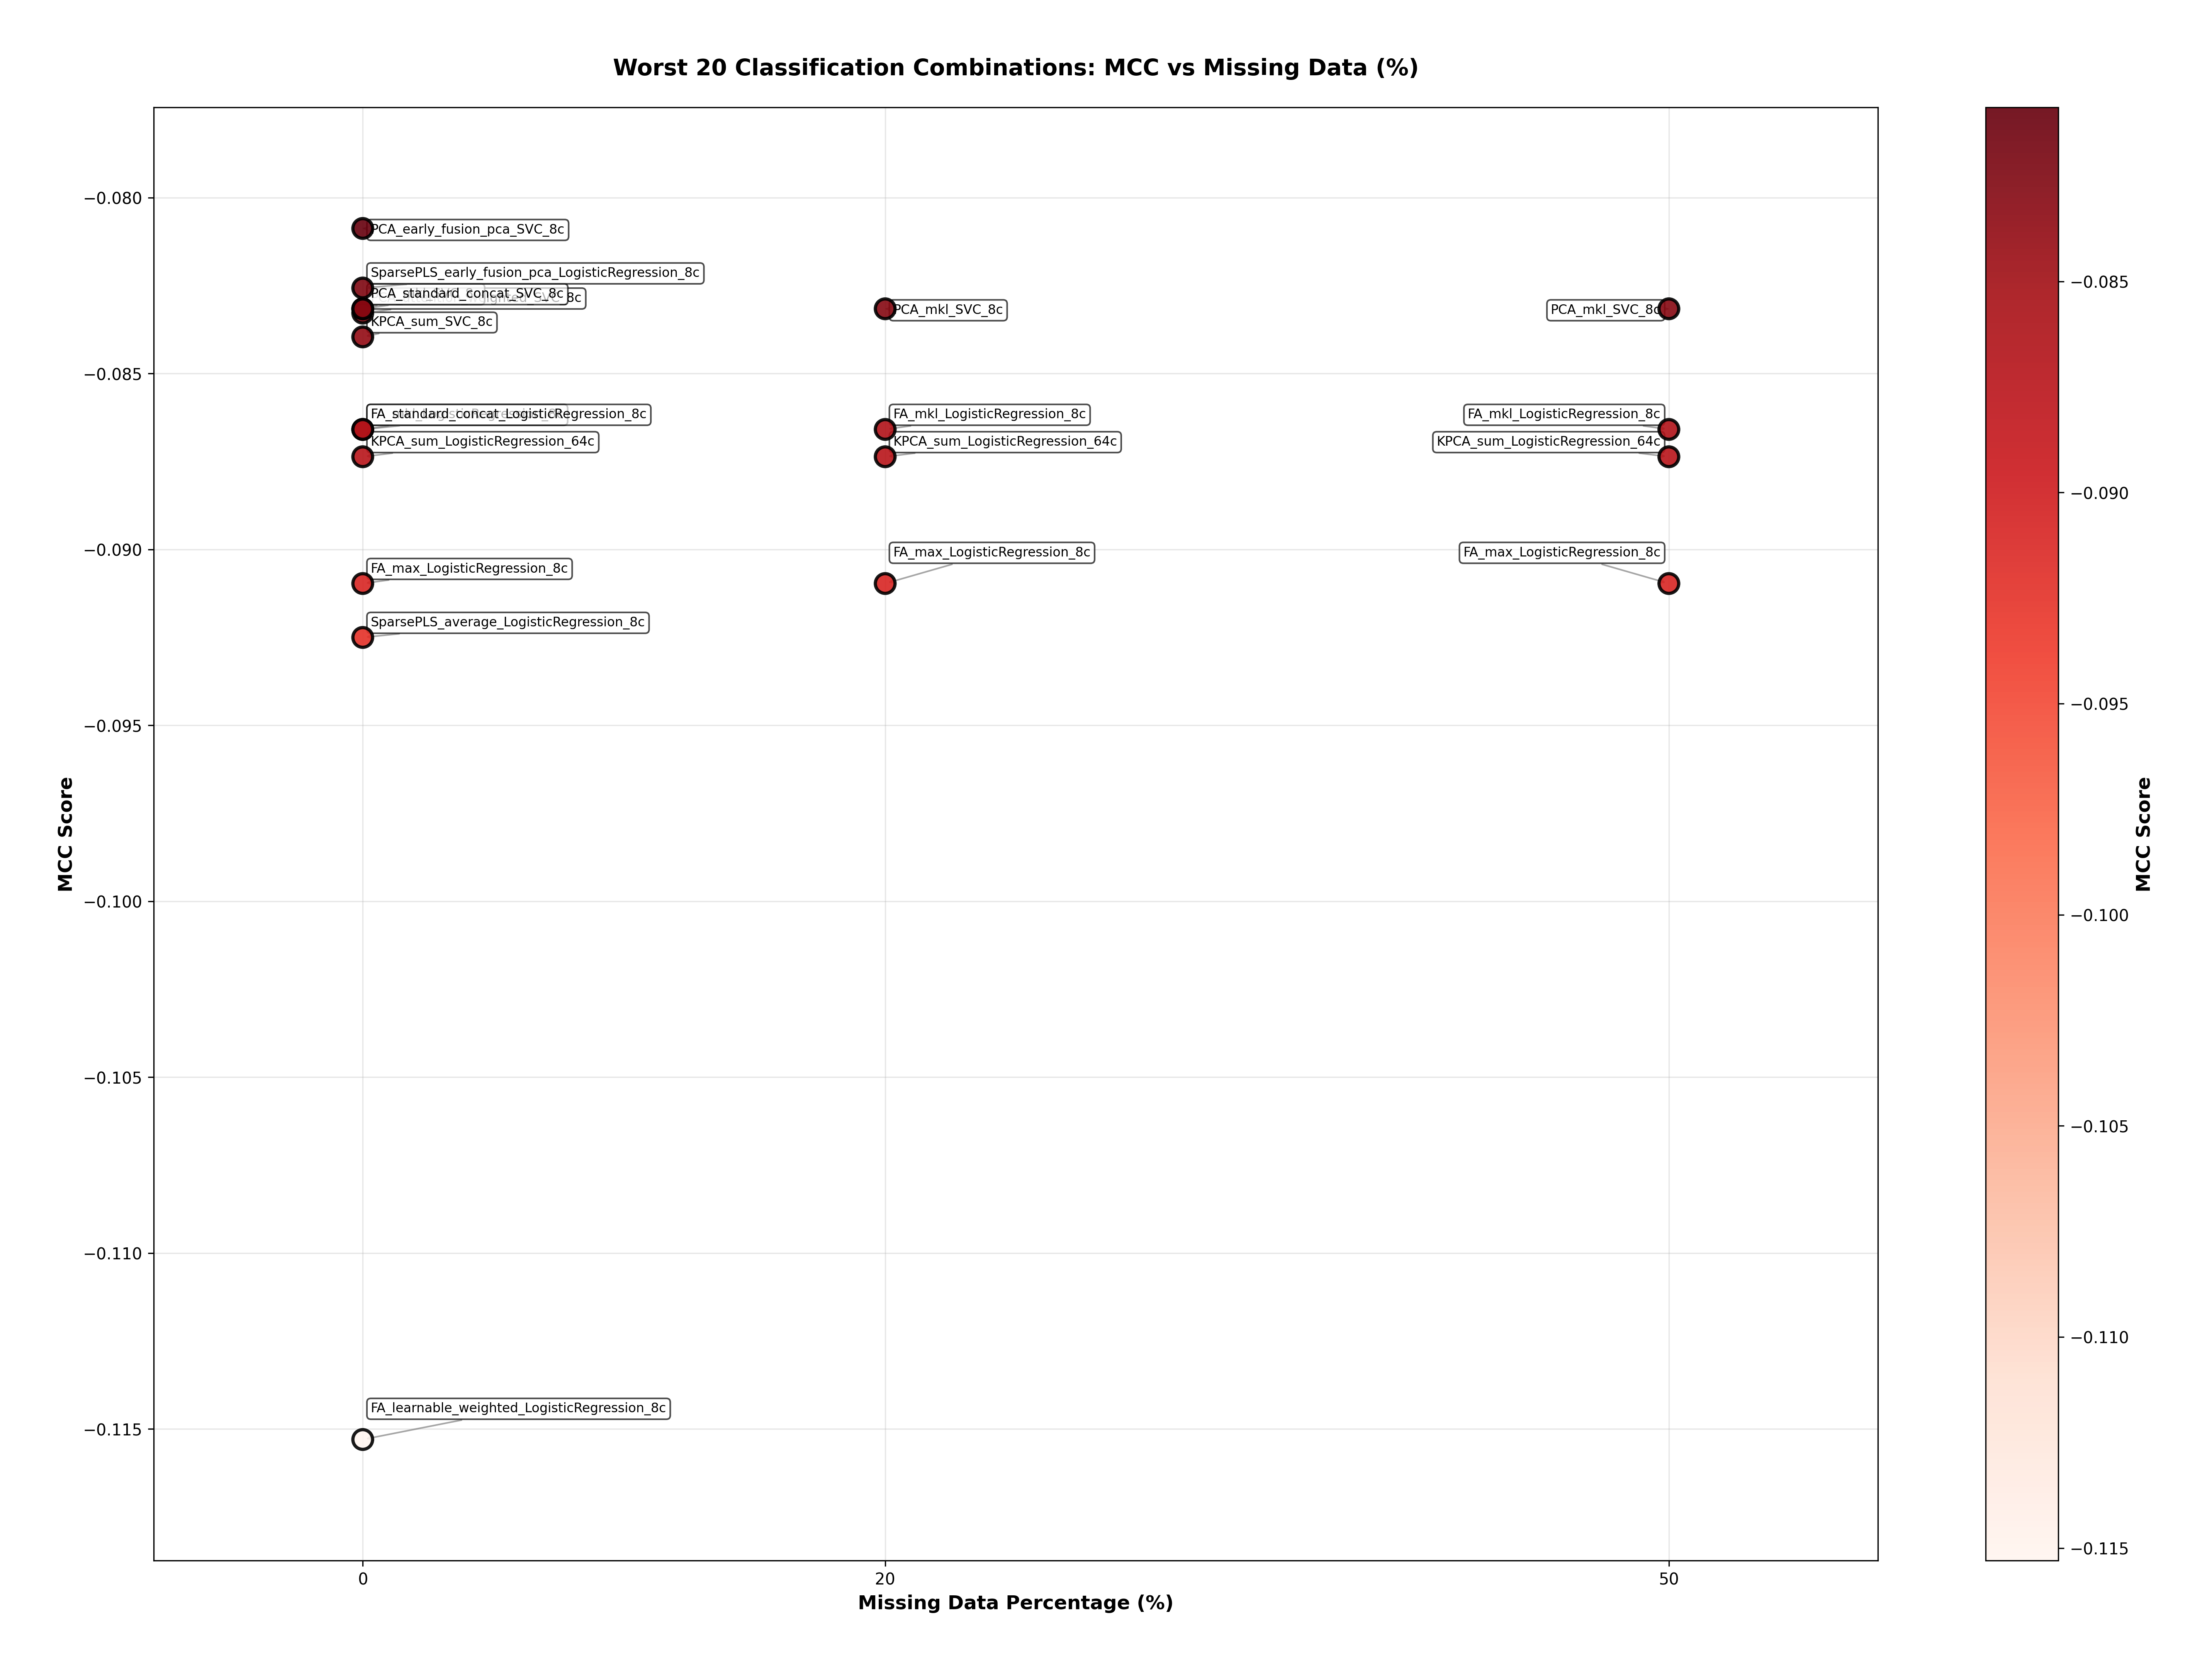 Worst 20 Classification Combinations: MCC vs Missing Data (%)
MCC Score
−0.080
−0.085
−0.090
−0.095
−0.100
−0.105
−0.110
−0.115
PCA_early_fusion_pca_SVC_8c
SparsePLS_early_fusion_pca_LogisticRegression_8c
PCA_standard_concat_SVC_8c
KPCA_sum_SVC_8c
FA_standard_concat_LogisticRegression_8c
KPCA_sum_LogisticRegression_64c
FA_max_LogisticRegression_8c
SparsePLS_average_LogisticRegression_8c
FA_learnable_weighted_LogisticRegression_8c
PCA_mkl_SVC_8c
FA_mkl_LogisticRegression_8c
KPCA_sum_LogisticRegression_64c
FA_max_LogisticRegression_8c
PCA_mkl_SVC_8c
FA_mkl_LogisticRegression_8c
KPCA_sum_LogisticRegression_64c
FA_max_LogisticRegression_8c
0
20
50
Missing Data Percentage (%)
−0.085
−0.090
−0.095
−0.100
−0.105
−0.110
−0.115
MCC Score